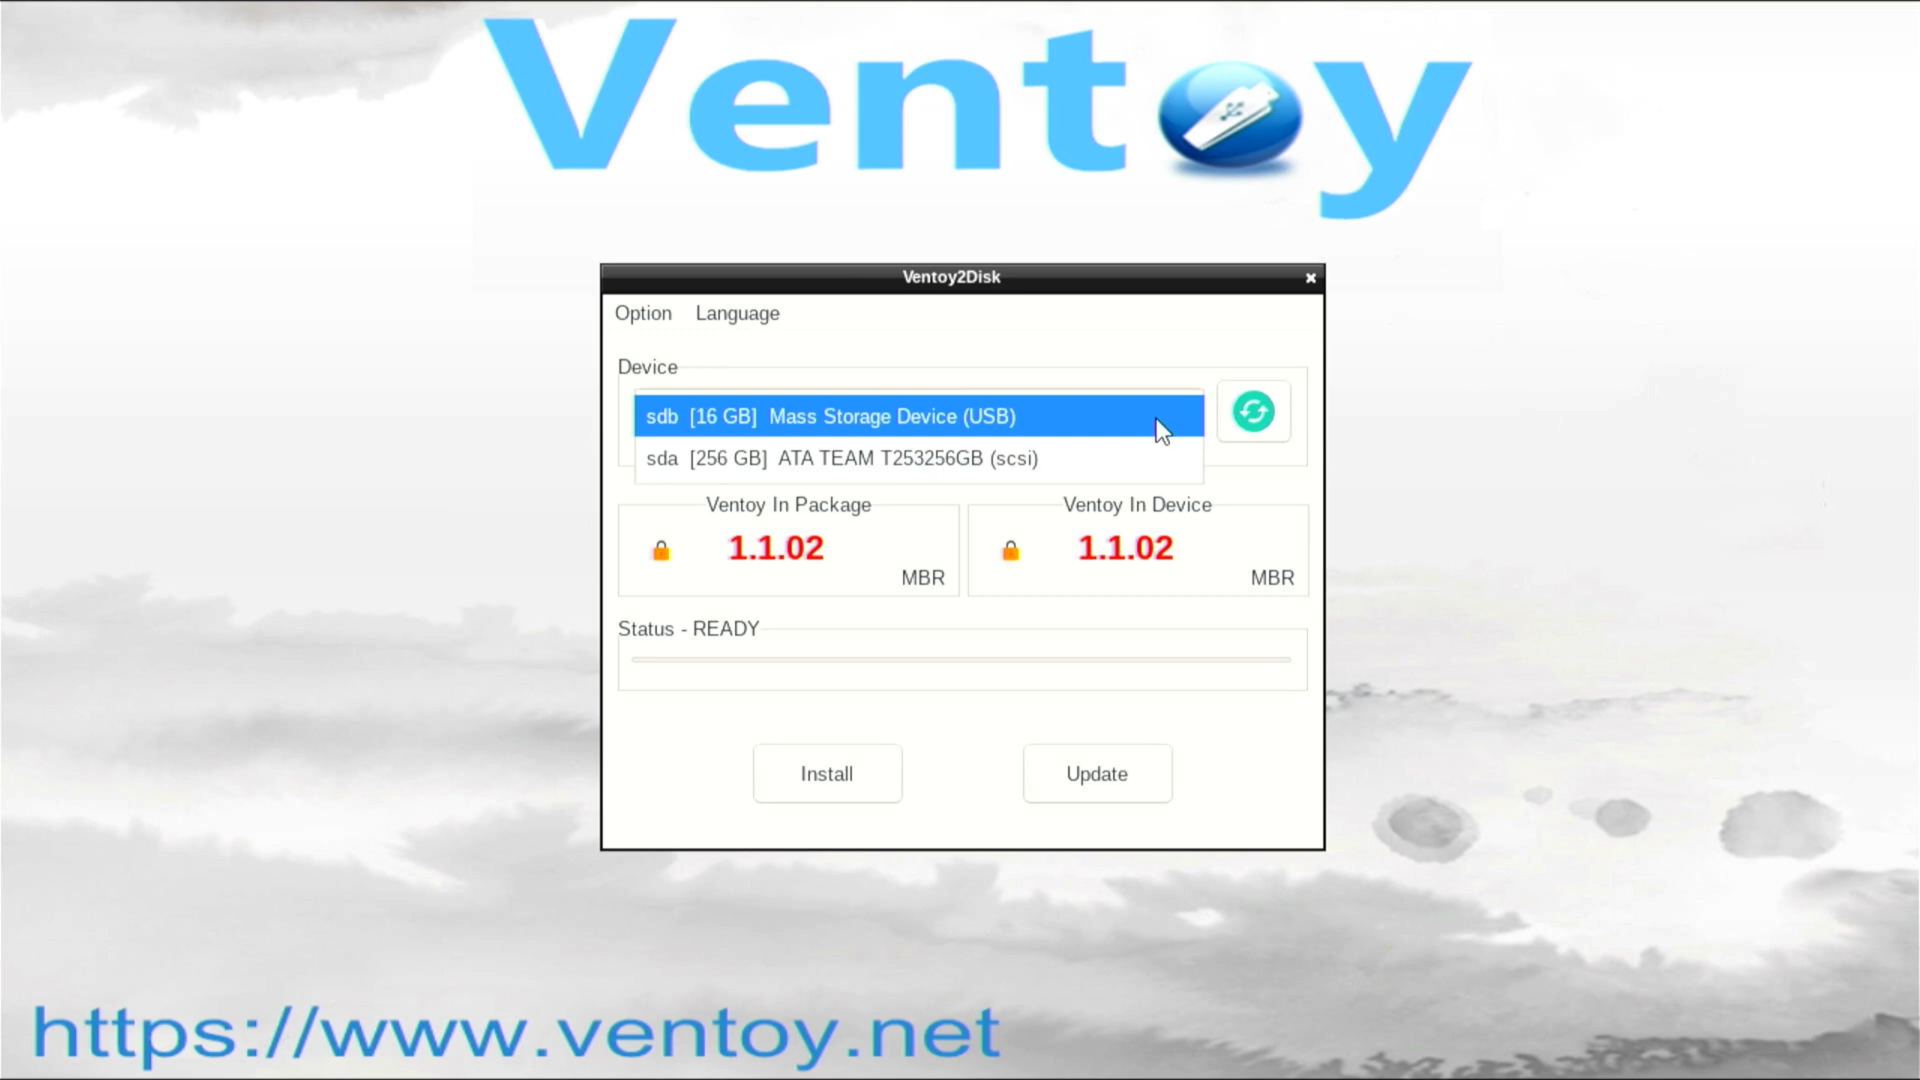 Ventoy
Ventoy2Disk
Option Language
Device
sdb [16 GB] Mass Storage Device (USB)
sda [256 GB] ATA TEAM T253256GB (scsi)
Ventoy In Package
1.1.02
MBR
Ventoy In Device
1.1.02
MBR
Status - READY
Install
Update
https://www.ventoy.net